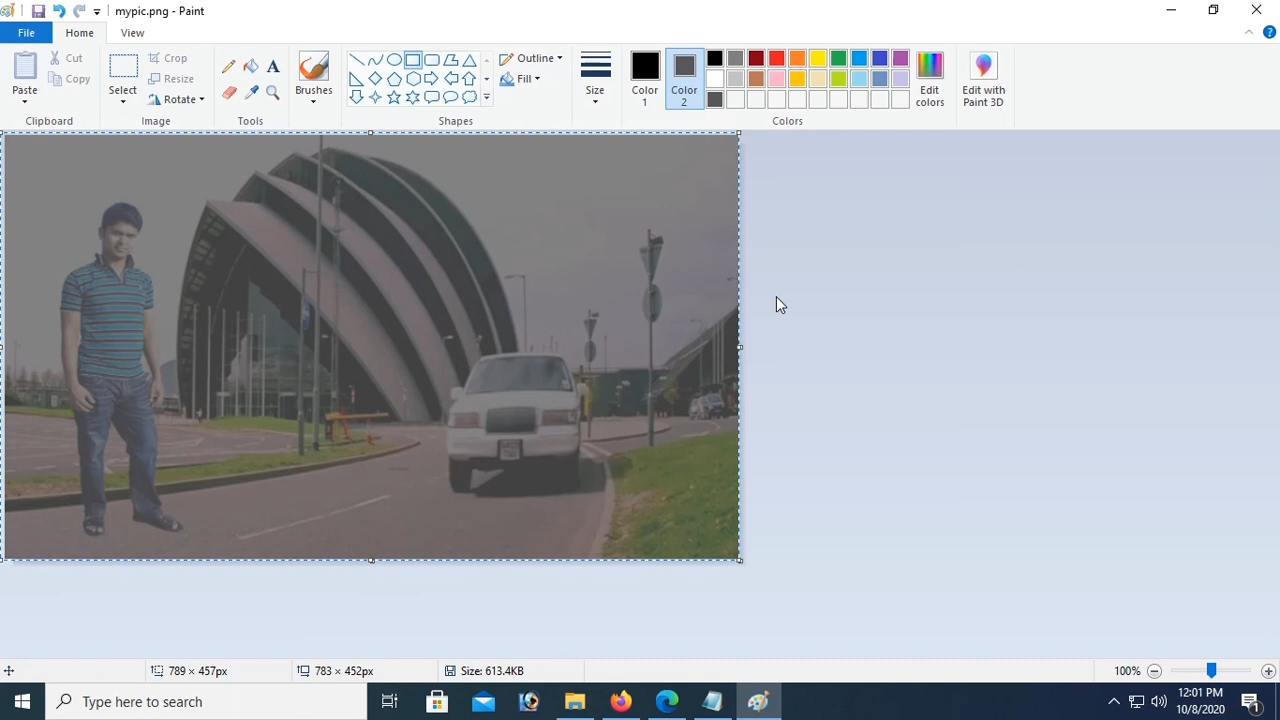 mypic.png - Paint
File
Home
View
Paste
Cut
Copy
Clipboard
Select
Crop
Resize
Rotate
Image
Tools
Brushes
Outline
Fill
Shapes
Size
Color 1
Color 2
Edit colors
Colors
Edit with Paint 3D
789 × 457px
783 × 452px
Size: 613.4KB
100%
Type here to search
12:01 PM
10/8/2020
1